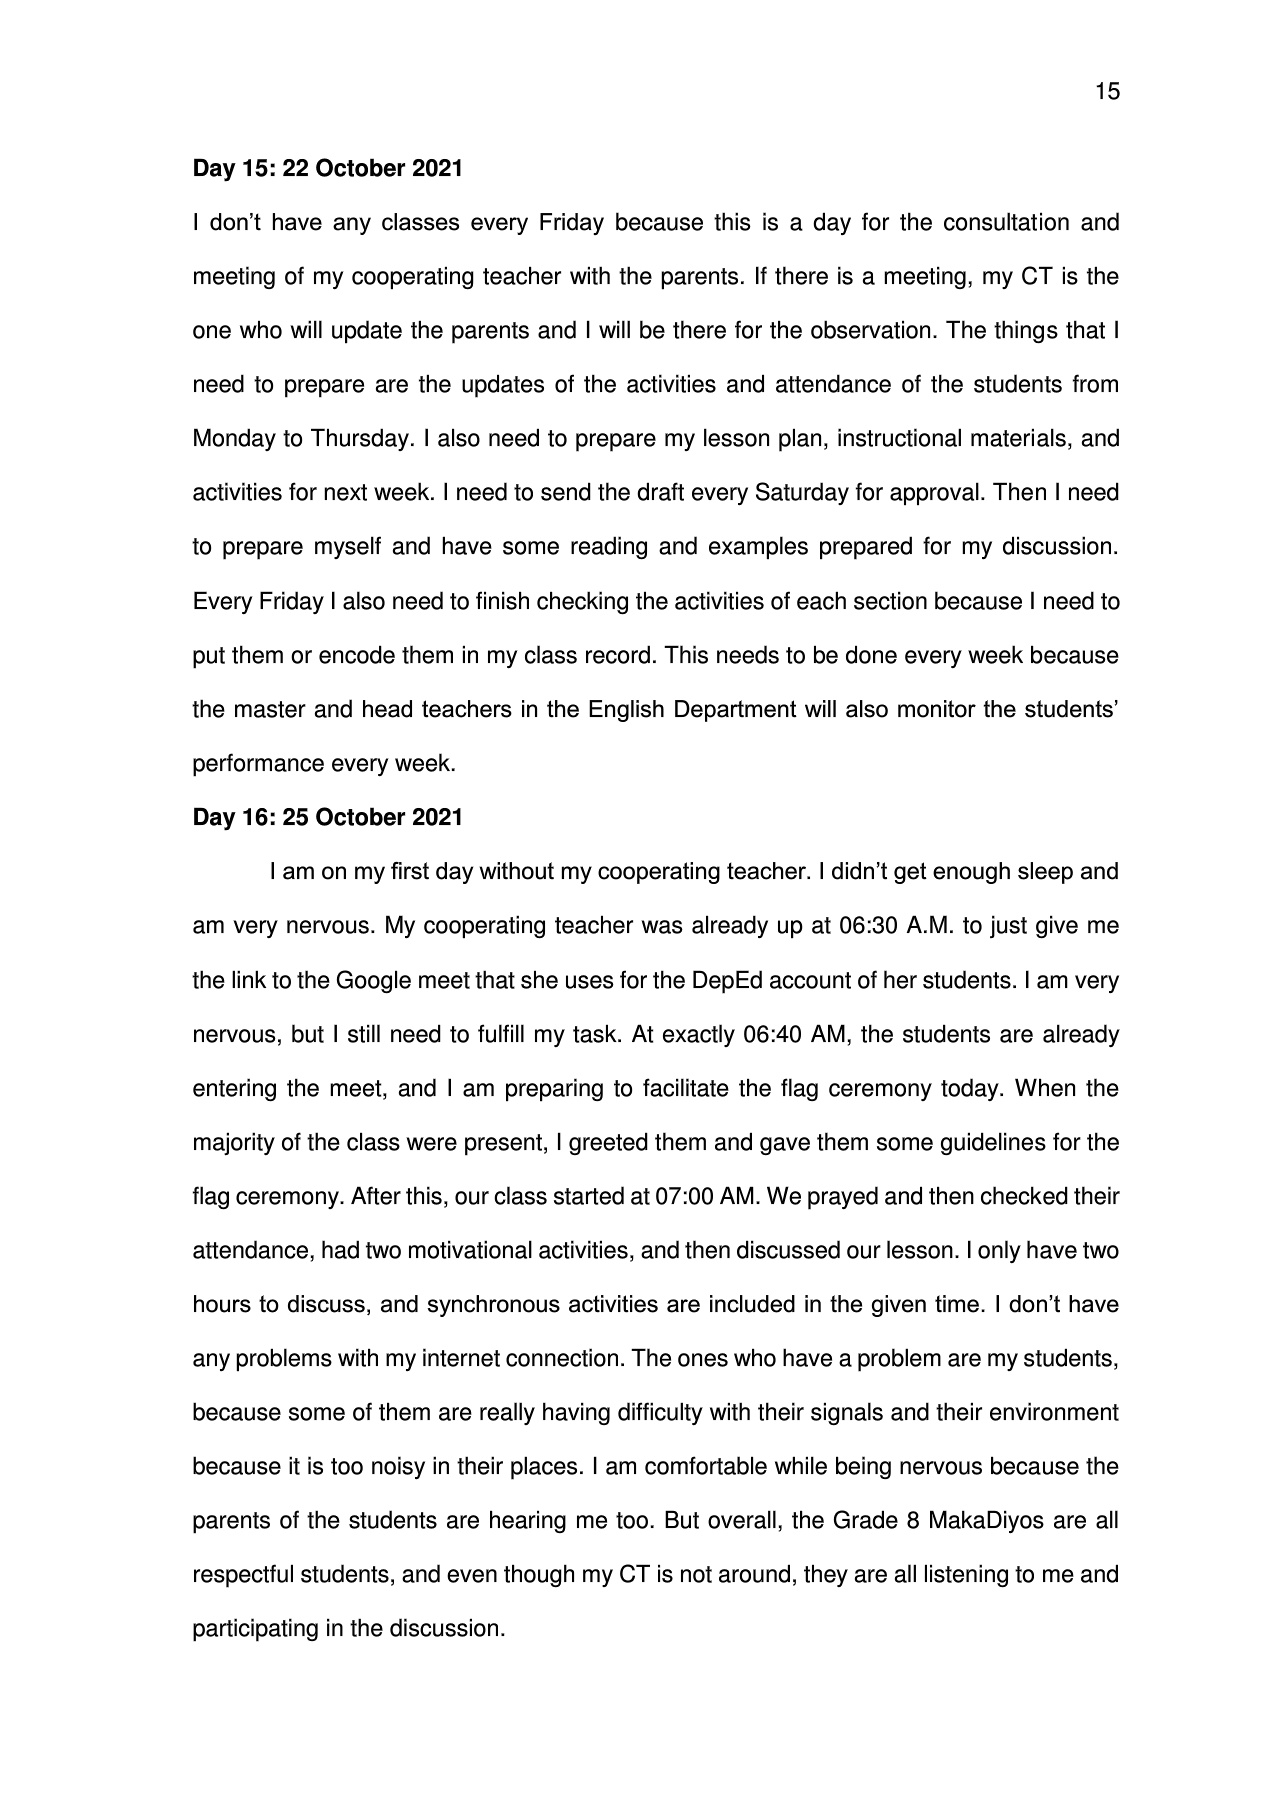 15
Day 15: 22 October 2021
I don’t have any classes every Friday because this is a day for the consultation and
meeting of my cooperating teacher with the parents. If there is a meeting, my CT is the
one who will update the parents and I will be there for the observation. The things that I
need to prepare are the updates of the activities and attendance of the students from
Monday to Thursday. I also need to prepare my lesson plan, instructional materials, and
activities for next week. I need to send the draft every Saturday for approval. Then I need
to prepare myself and have some reading and examples prepared for my discussion.
Every Friday I also need to finish checking the activities of each section because I need to
put them or encode them in my class record. This needs to be done every week because
the master and head teachers in the English Department will also monitor the students’
performance every week.
Day 16: 25 October 2021
I am on my first day without my cooperating teacher. I didn’t get enough sleep and
am very nervous. My cooperating teacher was already up at 06:30 A.M. to just give me
the link to the Google meet that she uses for the DepEd account of her students. I am very
nervous, but I still need to fulfill my task. At exactly 06:40 AM, the students are already
entering the meet, and I am preparing to facilitate the flag ceremony today. When the
majority of the class were present, I greeted them and gave them some guidelines for the
flag ceremony. After this, our class started at 07:00 AM. We prayed and then checked their
attendance, had two motivational activities, and then discussed our lesson. I only have two
hours to discuss, and synchronous activities are included in the given time. I don’t have
any problems with my internet connection. The ones who have a problem are my students,
because some of them are really having difficulty with their signals and their environment
because it is too noisy in their places. I am comfortable while being nervous because the
parents of the students are hearing me too. But overall, the Grade 8 MakaDiyos are all
respectful students, and even though my CT is not around, they are all listening to me and
participating in the discussion.